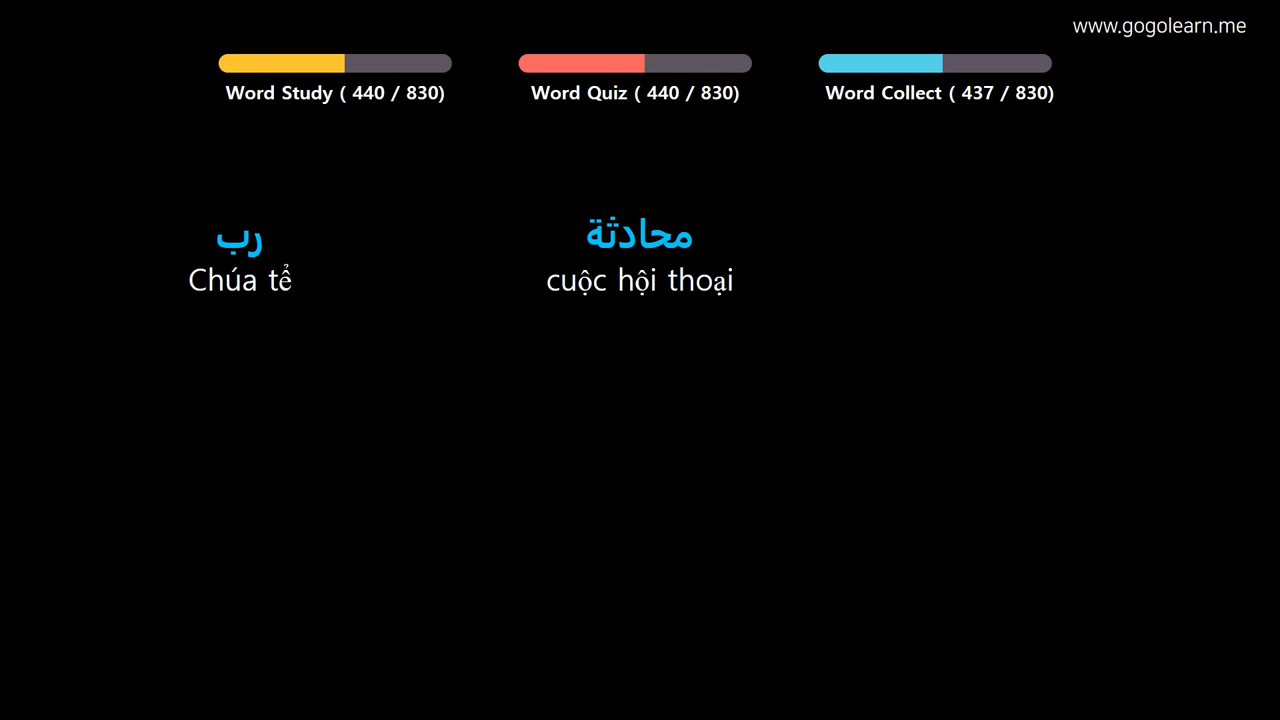 www.gogolearn.me
Word Study ( 440 / 830)
Word Quiz ( 440 / 830)
Word Collect ( 437 / 830)
رب
Chúa tể
محادثة
cuộc hội thoại